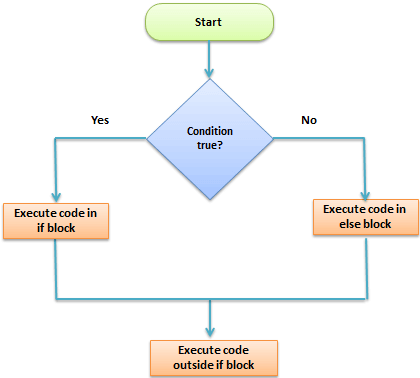 Start
Condition
true?
Yes
No
Execute code in
if block
Execute code in
else block
Execute code
outside if block